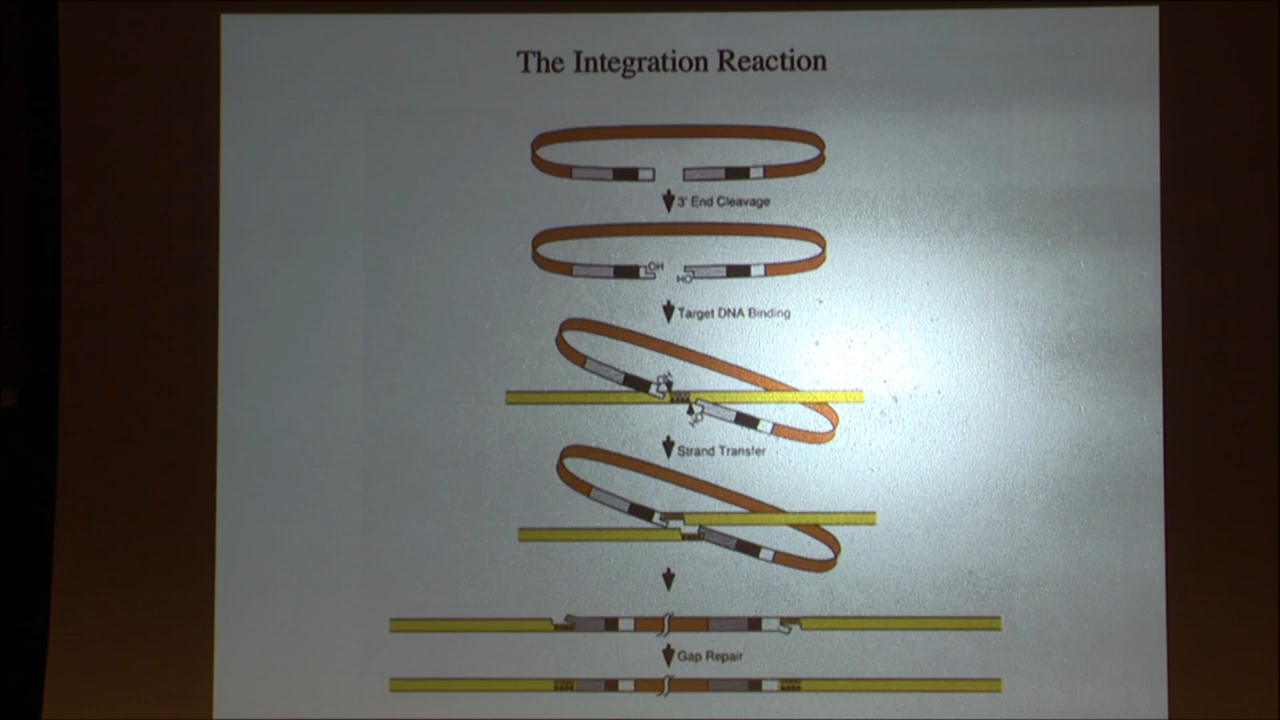 The Integration Reaction
3' End Cleavage
OH
HO
Target DNA Binding
Strand Transfer
Gap Repair